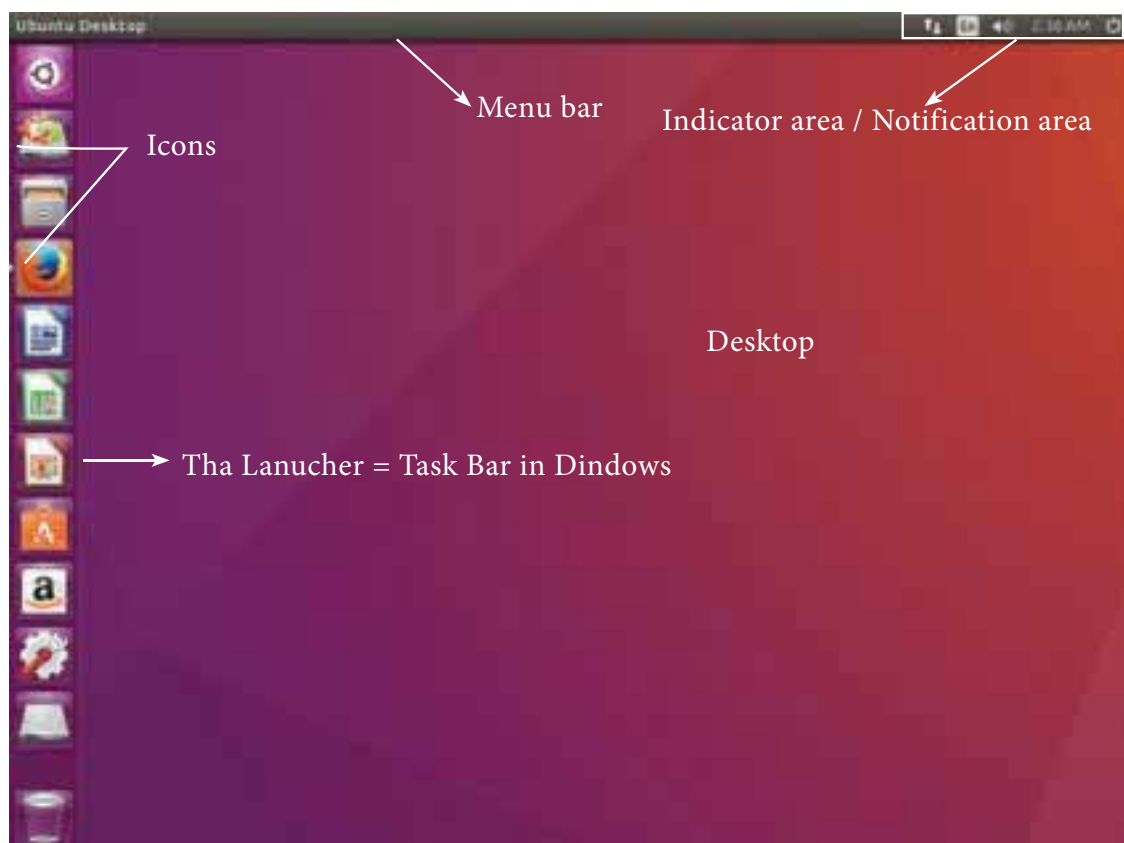 Ubuntu Desktop
Menu bar
Indicator area / Notification area
Icons
Desktop
Tha Lanucher = Task Bar in Dindows
a